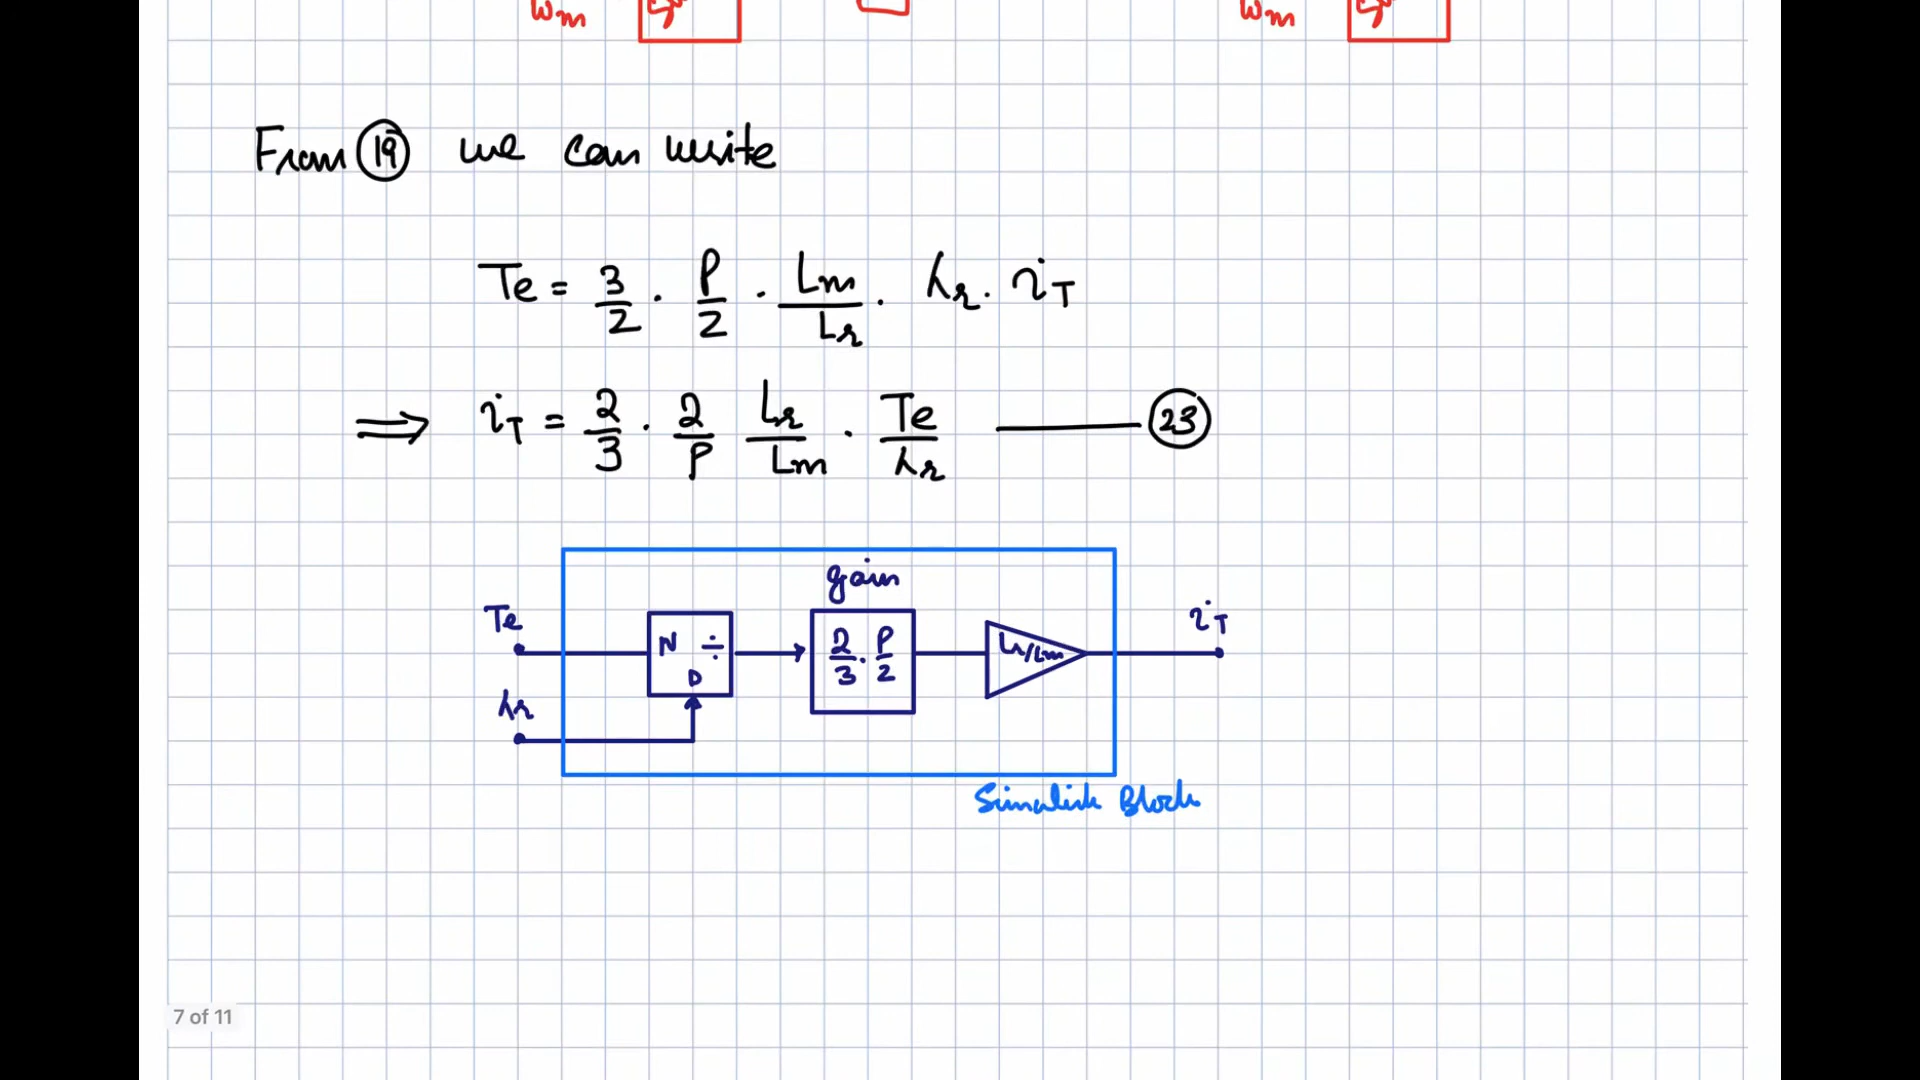 ωm ωm
From ⑲ we can write
Te = 3/2 · P/2 · Lm/Lr · λr · iT
⟹ iT = 2/3 · 2/P Lr/Lm · Te/λr ——— ㉓
gain
Te N ÷ D 2/3 · P/2 Lr/Lm iT
λr
Simulink Block
7 of 11